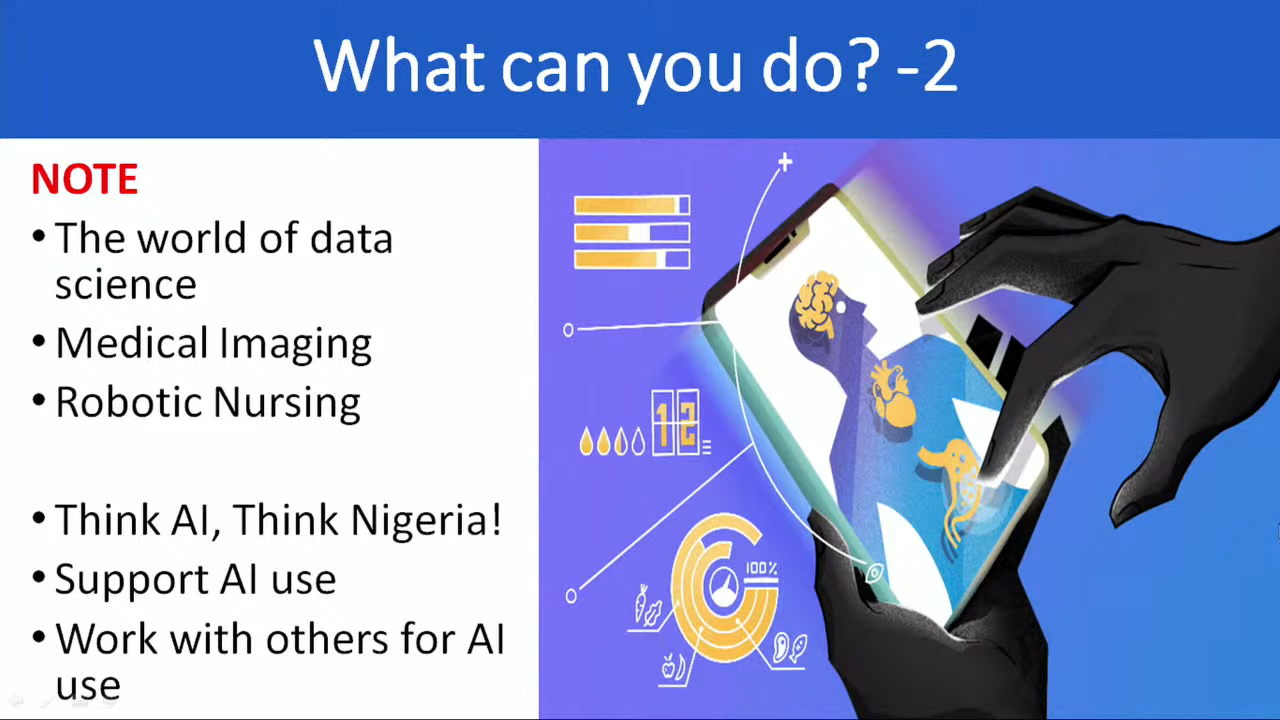 What can you do? -2
NOTE
• The world of data
science
• Medical Imaging
• Robotic Nursing
• Think AI, Think Nigeria!
• Support AI use
• Work with others for AI
use
12
100%